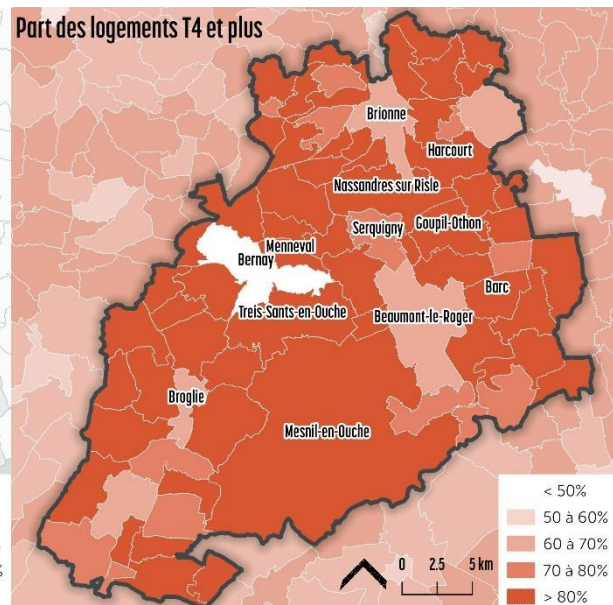 Part des logements T4 et plus
Brionne
Harcourt
Nassandres sur Risle
Serquigny
Goupil-Othon
Menneval
Bernay
Barc
Treis-Sants-en-Ouche
Beaumont-le-Roger
Broglie
Mesnil-en-Ouche
< 50%
50 à 60%
60 à 70%
70 à 80%
> 80%
0 2.5 5 km
%